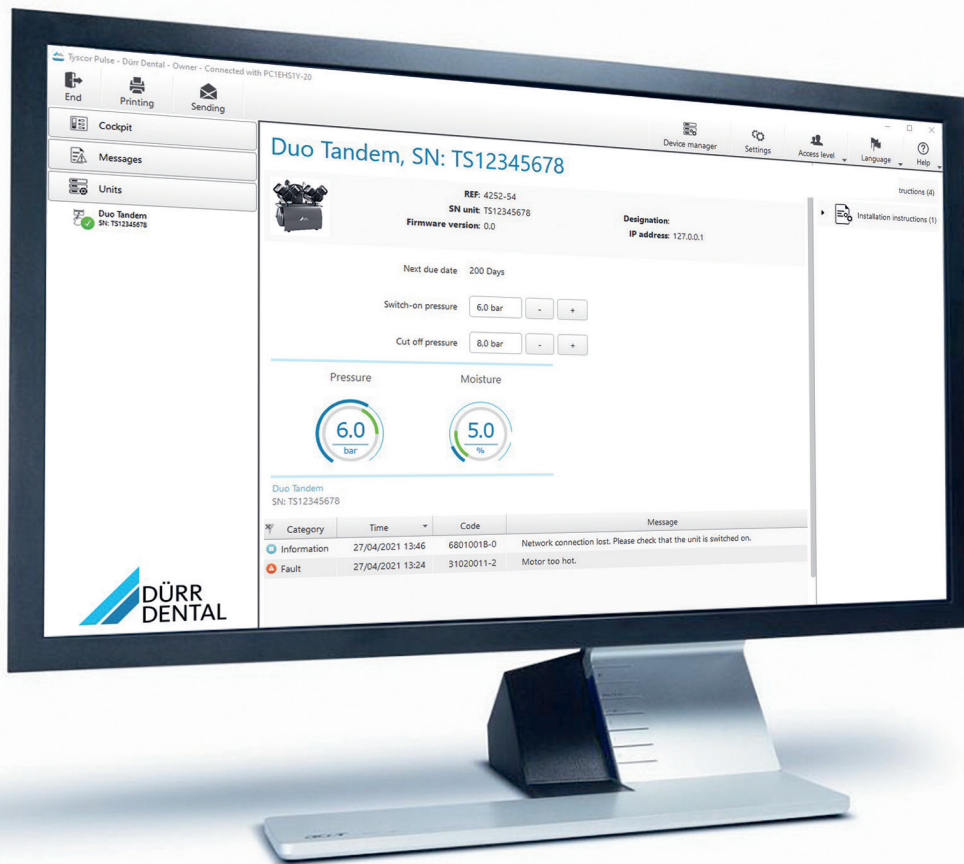 Tyscor Pulse - Dürr Dental - Owner - Connected with PC1EHS1Y-20
End
Printing
Sending
Device manager
Settings
Access level
Language
Help
Cockpit
Messages
Units
Duo Tandem
SN: TS12345678
Duo Tandem, SN: TS12345678
REF: 4252-54
SN unit: TS12345678
Firmware version: 0.0
Designation:
IP address: 127.0.0.1
tructions (4)
Installation instructions (1)
Next due date 200 Days
Switch-on pressure 6.0 bar - +
Cut off pressure 8.0 bar - +
Pressure
Moisture
6.0
bar
5.0
%
Duo Tandem
SN: TS12345678
Category Time Code Message
Information 27/04/2021 13:46 6801001B-0 Network connection lost. Please check that the unit is switched on.
Fault 27/04/2021 13:24 31020011-2 Motor too hot.
DÜRR
DENTAL
acer